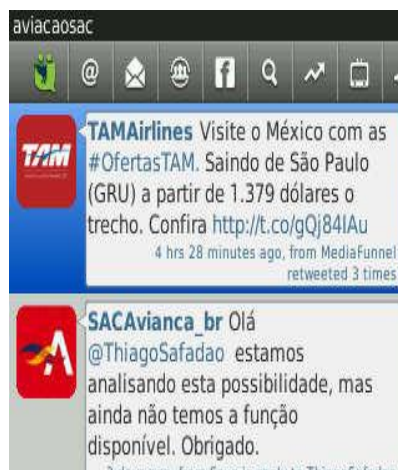 aviacaosac
@
f
TAM
TAMAirlines Visite o México com as
#OfertasTAM. Saindo de São Paulo
(GRU) a partir de 1.379 dólares o
trecho. Confira http://t.co/gQj84lAu
4 hrs 28 minutes ago, from MediaFunnel
retweeted 3 times
SACAvianca_br Olá
@ThiagoSafadao estamos
analisando esta possibilidade, mas
ainda não temos a função
disponível. Obrigado.